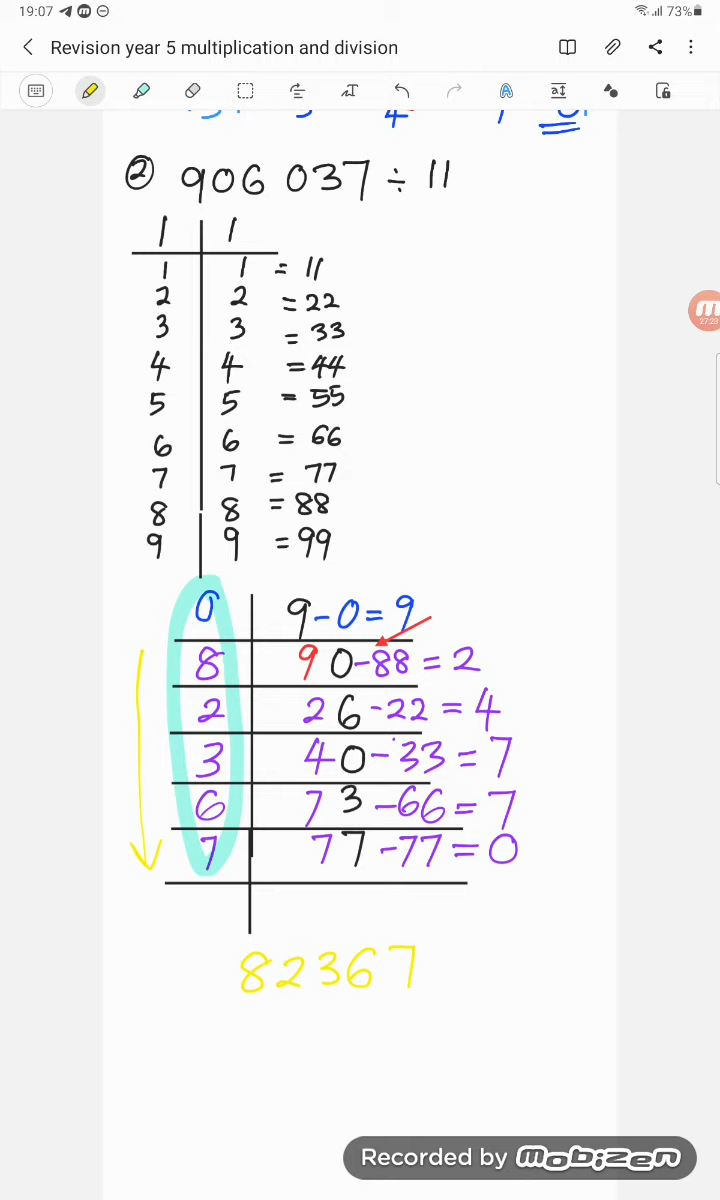 19:07 73%
Revision year 5 multiplication and division
② 906 037 ÷ 11
1 1
1 1 = 11
2 2 = 22
3 3 = 33
4 4 = 44
5 5 = 55
6 6 = 66
7 7 = 77
8 8 = 88
9 9 = 99
0 9 - 0 = 9
8 90 - 88 = 2
2 26 - 22 = 4
3 40 - 33 = 7
6 73 - 66 = 7
7 77 - 77 = 0
82367
27:23
Recorded by mobizen